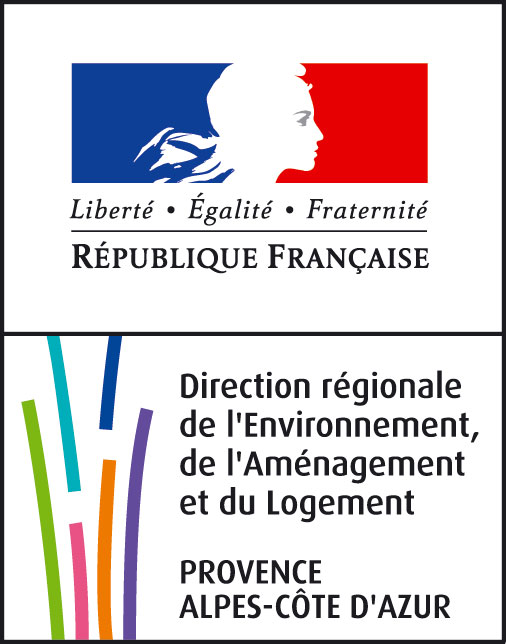 Liberté • Égalité • Fraternité
RÉPUBLIQUE FRANÇAISE
Direction régionale
de l'Environnement,
de l'Aménagement
et du Logement
PROVENCE
ALPES-CÔTE D'AZUR